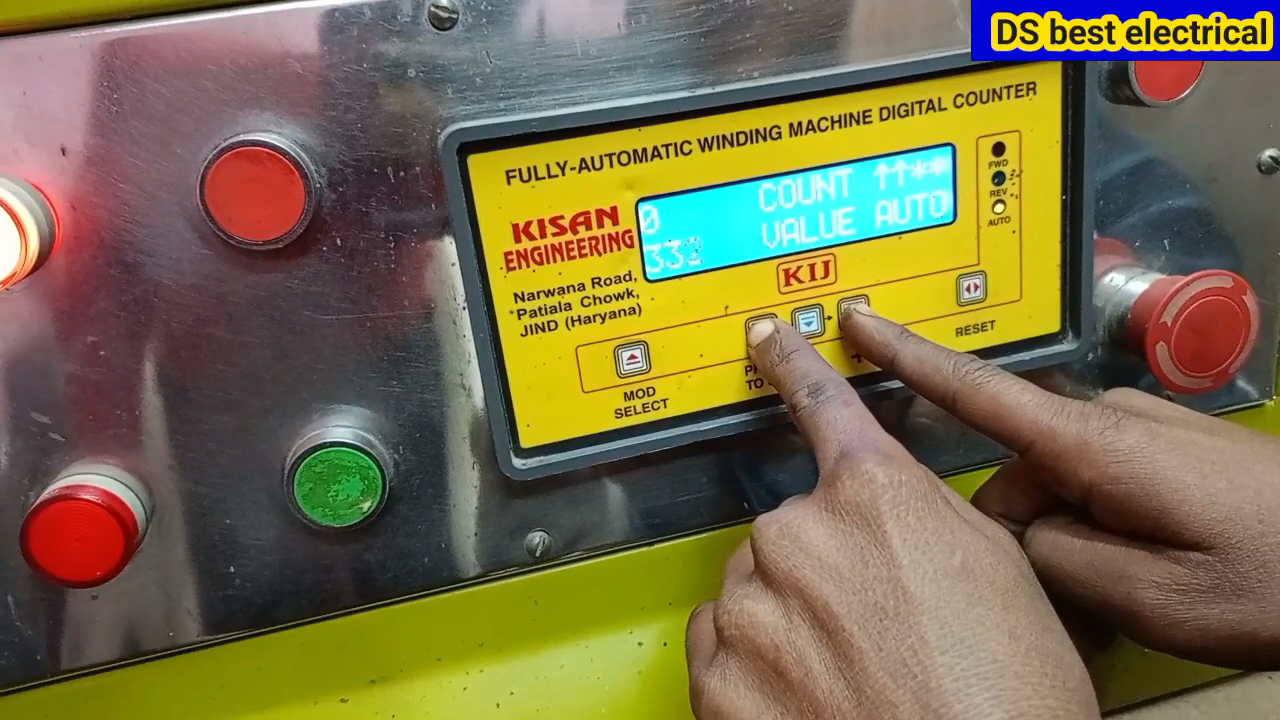 DS best electrical
FULLY-AUTOMATIC WINDING MACHINE DIGITAL COUNTER
KISAN
ENGINEERING
Narwana Road,
Patiala Chowk,
JIND (Haryana)
0 COUNT ↑↑**
VALUE AUTO
KIJ
FWD
REV
AUTO
MOD
SELECT
TO
RESET